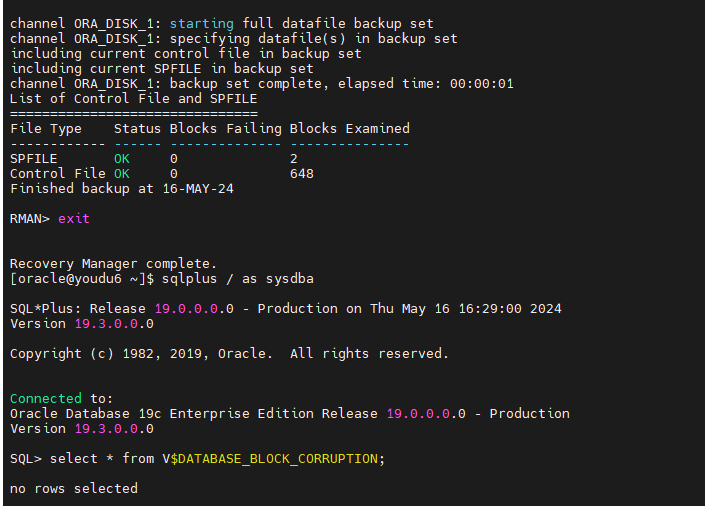 channel ORA_DISK_1: starting full datafile backup set
channel ORA_DISK_1: specifying datafile(s) in backup set
including current control file in backup set
including current SPFILE in backup set
channel ORA_DISK_1: backup set complete, elapsed time: 00:00:01
List of Control File and SPFILE
===============================
File Type    Status Blocks Failing Blocks Examined
------------ ------ -------------- ---------------
SPFILE       OK     0              2
Control File OK     0              648
Finished backup at 16-MAY-24
RMAN> exit
Recovery Manager complete.
[oracle@youdu6 ~]$ sqlplus / as sysdba
SQL*Plus: Release 19.0.0.0.0 - Production on Thu May 16 16:29:00 2024
Version 19.3.0.0.0
Copyright (c) 1982, 2019, Oracle.  All rights reserved.
Connected to:
Oracle Database 19c Enterprise Edition Release 19.0.0.0.0 - Production
Version 19.3.0.0.0
SQL> select * from V$DATABASE_BLOCK_CORRUPTION;
no rows selected